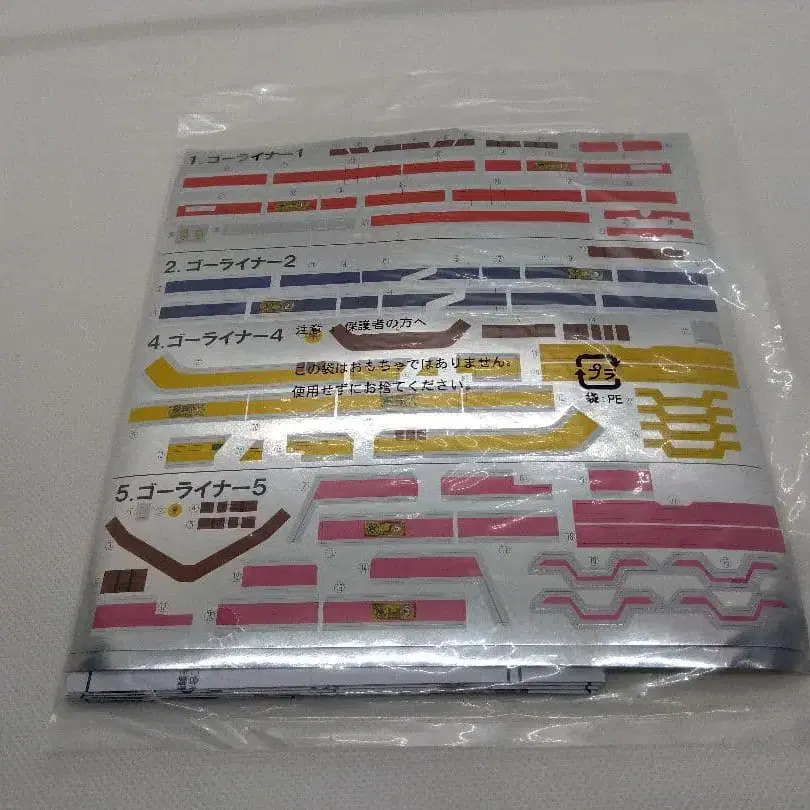 1.ゴーライナー1
2.ゴーライナー2
4.ゴーライナー4
注意 保護者の方へ
この袋はおもちゃではありません。
使用せずにお捨てください。
プラ
袋:PE
5.ゴーライナー5